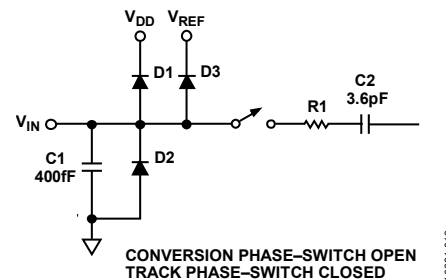 VDD VREF
D1 D3
VIN
C2
3.6pF
R1
C1
400fF
D2
CONVERSION PHASE–SWITCH OPEN
TRACK PHASE–SWITCH CLOSED